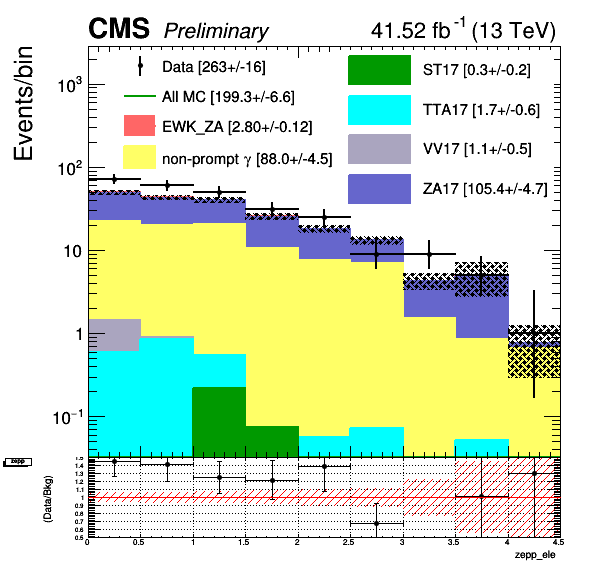 CMS Preliminary 41.52 fb⁻¹ (13 TeV)
Events/bin
10³
10²
10
1
10⁻¹
Data [263+/-16]
All MC [199.3+/-6.6]
EWK_ZA [2.80+/-0.12]
non-prompt γ [88.0+/-4.5]
ST17 [0.3+/-0.2]
TTA17 [1.7+/-0.6]
VV17 [1.1+/-0.5]
ZA17 [105.4+/-4.7]
zepp
(Data/Bkg)
1.5
1.4
1.3
1.2
1.1
1
0.9
0.8
0.7
0.6
0.5
0 0.5 1 1.5 2 2.5 3 3.5 4 4.5
zepp_ele